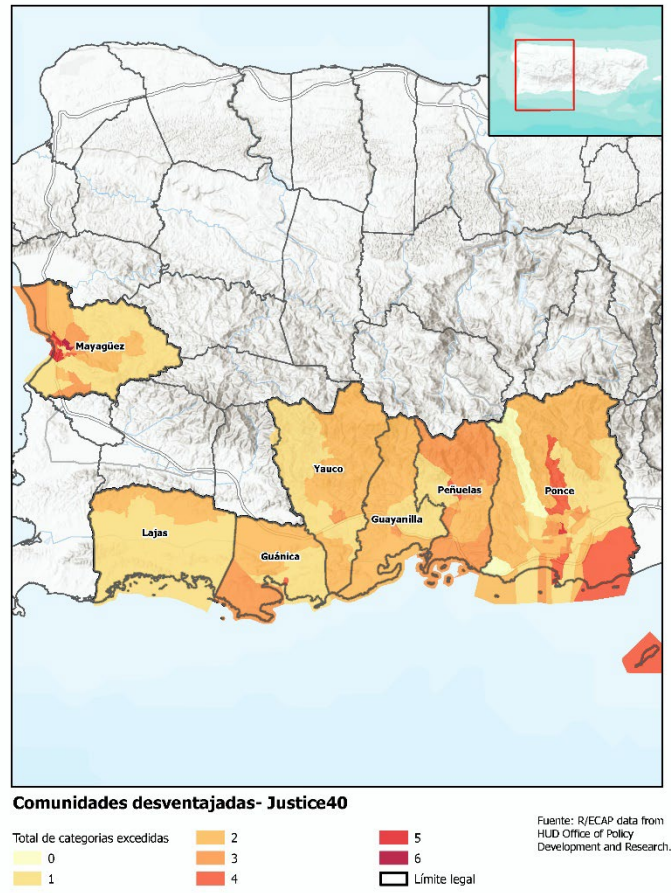 Mayagüez
Yauco
Peñuelas
Ponce
Guayanilla
Lajas
Guánica
Comunidades desventajadas- Justice40
Total de categorias excedidas
0
1
2
3
4
5
6
Límite legal
Fuente: R/ECAP data from
HUD Office of Policy
Development and Research.